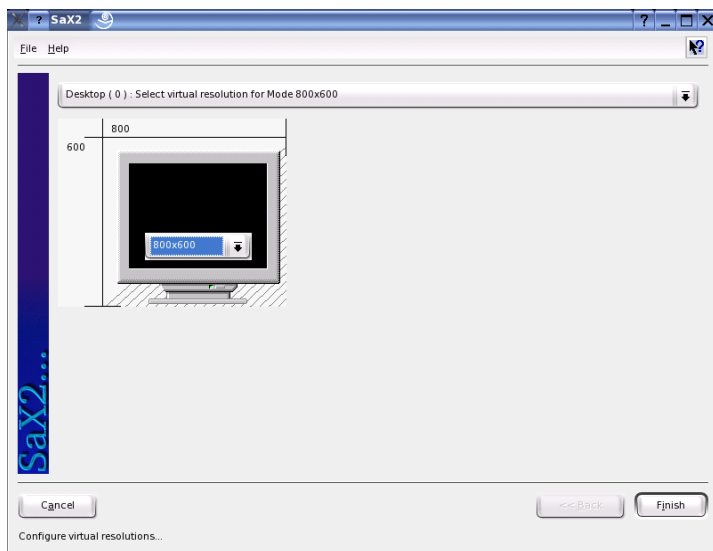 ? SaX2 ?
File Help
Desktop ( 0 ) : Select virtual resolution for Mode 800x600
800
600
800x600
SaX2...
Cancel << Back Finish
Configure virtual resolutions...